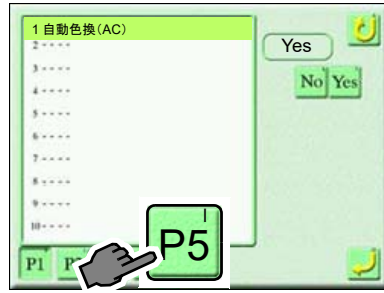 1 自動色換(AC)
2 - - - -
3 - - - -
4 - - - -
5 - - - -
6 - - - -
7 - - - -
8 - - - -
9 - - - -
10 - - - -
Yes
No Yes
P1
P5